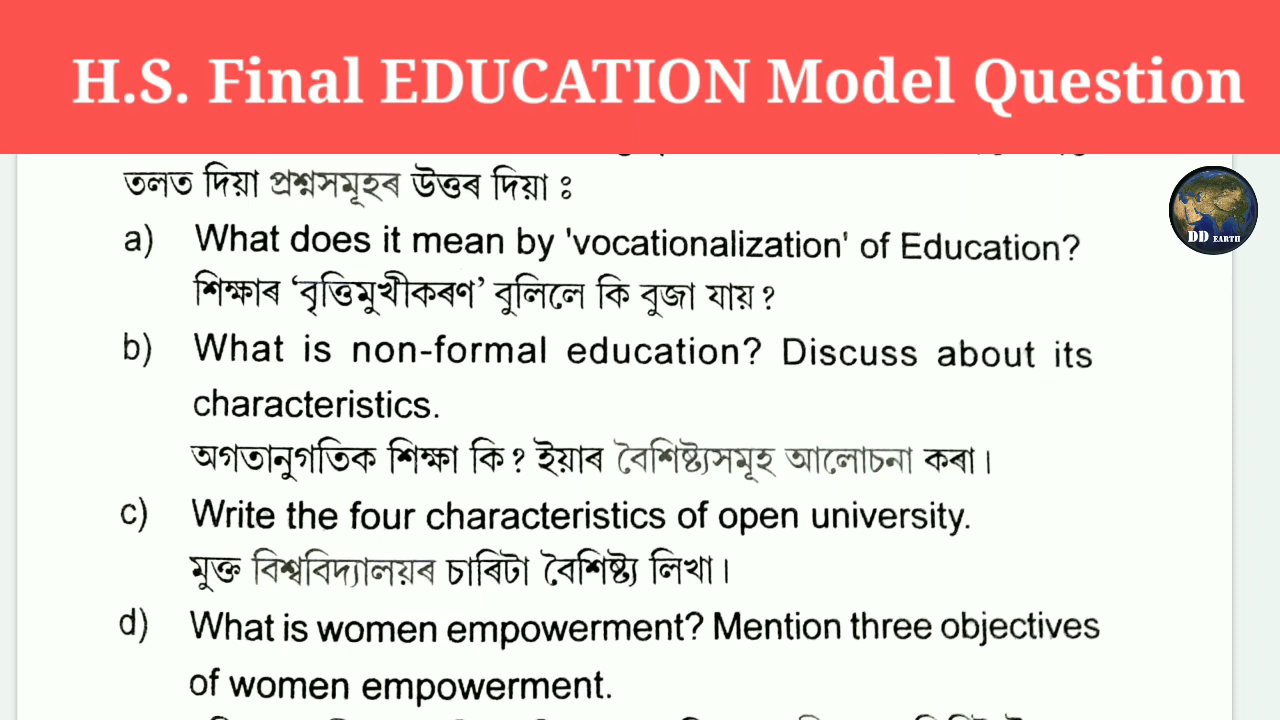 H.S. Final EDUCATION Model Question
তলত দিয়া প্ৰশ্নসমূহৰ উত্তৰ দিয়া ঃ
DD EARTH
a) What does it mean by 'vocationalization' of Education?
শিক্ষাৰ ‘বৃত্তিমুখীকৰণ’ বুলিলে কি বুজা যায় ?
b) What is non-formal education? Discuss about its
characteristics.
অগতানুগতিক শিক্ষা কি ? ইয়াৰ বৈশিষ্ট্যসমূহ আলোচনা কৰা ।
c) Write the four characteristics of open university.
মুক্ত বিশ্ববিদ্যালয়ৰ চাৰিটা বৈশিষ্ট্য লিখা ।
d) What is women empowerment? Mention three objectives
of women empowerment.